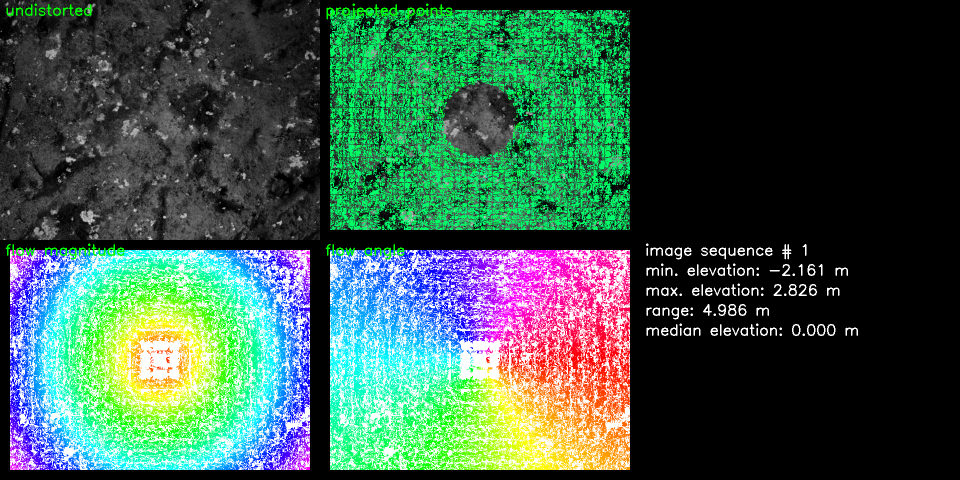 undistorted
projected points
flow magnitude
flow angle
image sequence # 1
min. elevation: −2.161 m
max. elevation: 2.826 m
range: 4.986 m
median elevation: 0.000 m